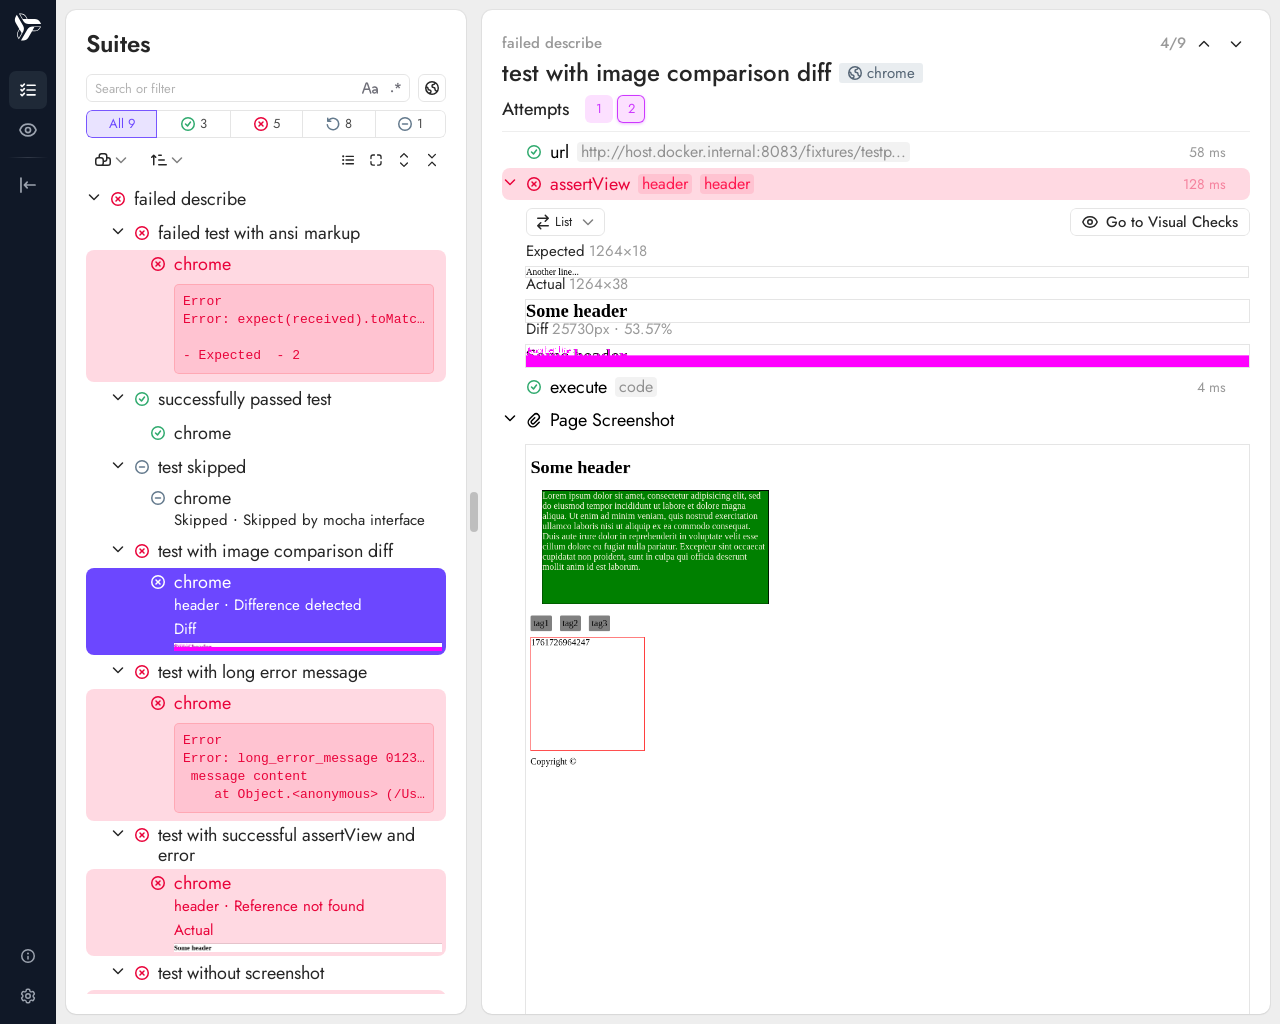 Suites
Search or filter
Aa .*
All 9
3
5
8
1
failed describe
failed test with ansi markup
chrome
Error
Error: expect(received).toMatc…
- Expected  - 2
successfully passed test
chrome
test skipped
chrome
Skipped · Skipped by mocha interface
test with image comparison diff
chrome
header · Difference detected
Diff
test with long error message
chrome
Error
Error: long_error_message 0123…
message content
at Object.<anonymous> (/Us…
test with successful assertView and
error
chrome
header · Reference not found
Actual
Some header
test without screenshot
failed describe
4/9
test with image comparison diff
chrome
Attempts
1
2
url http://host.docker.internal:8083/fixtures/testp...
58 ms
assertView header header
128 ms
List
Go to Visual Checks
Expected 1264×18
Another line...
Actual 1264×38
Some header
Diff 25730px · 53.57%
Some header
execute code
4 ms
Page Screenshot
Some header
Lorem ipsum dolor sit amet, consectetur adipisicing elit, sed
do eiusmod tempor incididunt ut labore et dolore magna
aliqua. Ut enim ad minim veniam, quis nostrud exercitation
ullamco laboris nisi ut aliquip ex ea commodo consequat.
Duis aute irure dolor in reprehenderit in voluptate velit esse
cillum dolore eu fugiat nulla pariatur. Excepteur sint occaecat
cupidatat non proident, sunt in culpa qui officia deserunt
mollit anim id est laborum.
tag1 tag2 tag3
1761726964247
Copyright ©